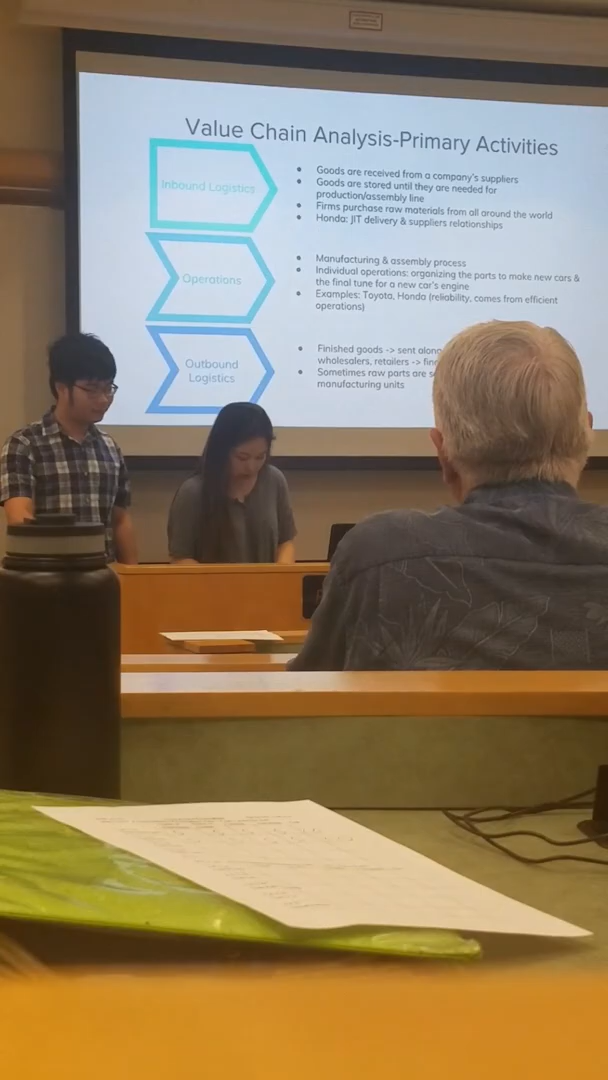 Value Chain Analysis-Primary Activities
Inbound Logistics
● Goods are received from a company's suppliers
● Goods are stored until they are needed for
production/assembly line
● Firms purchase raw materials from all around the world
● Honda: JIT delivery & suppliers relationships
Operations
● Manufacturing & assembly process
● Individual operations: organizing the parts to make new cars &
the final tune for a new car's engine
● Examples: Toyota, Honda (reliability, comes from efficient
operations)
Outbound
Logistics
● Finished goods -> sent
wholesalers, retailers ->
● Sometimes raw parts are
manufacturing units